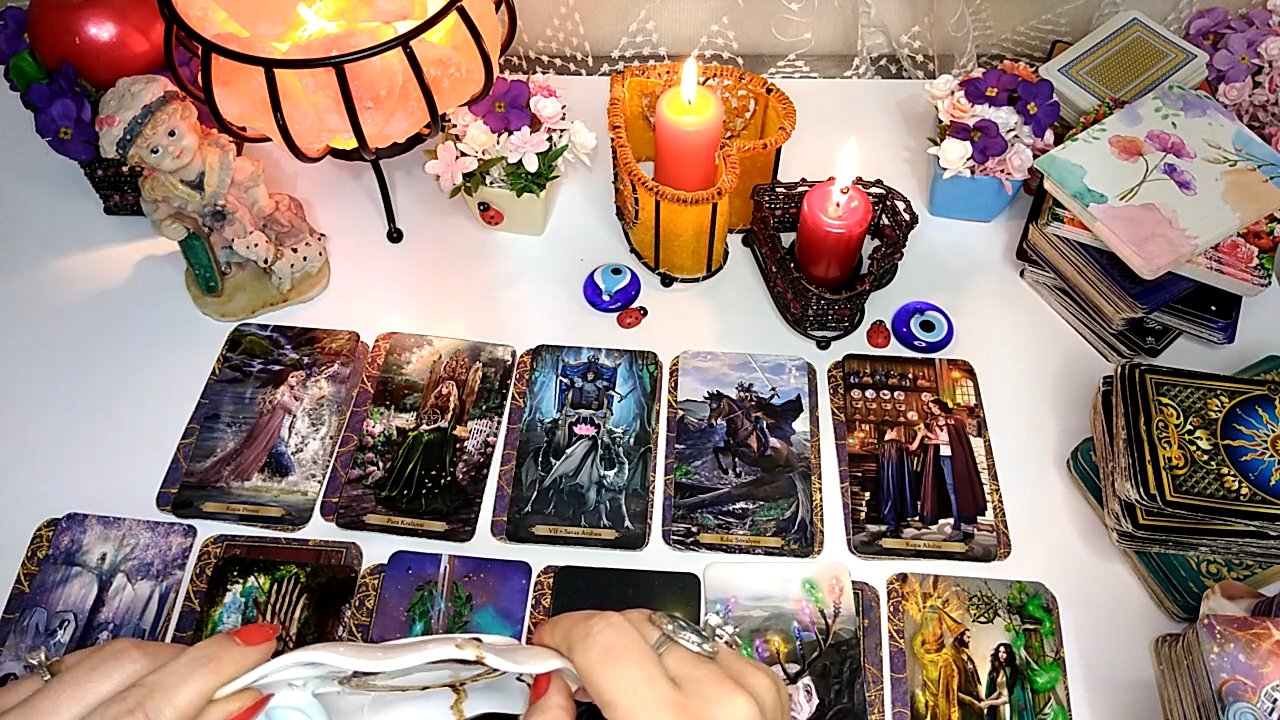 Kupa Prensi
Para Kraliçesi
VII • Savaş Arabası
Kılıç Şövalyesi
Kupa Altılısı